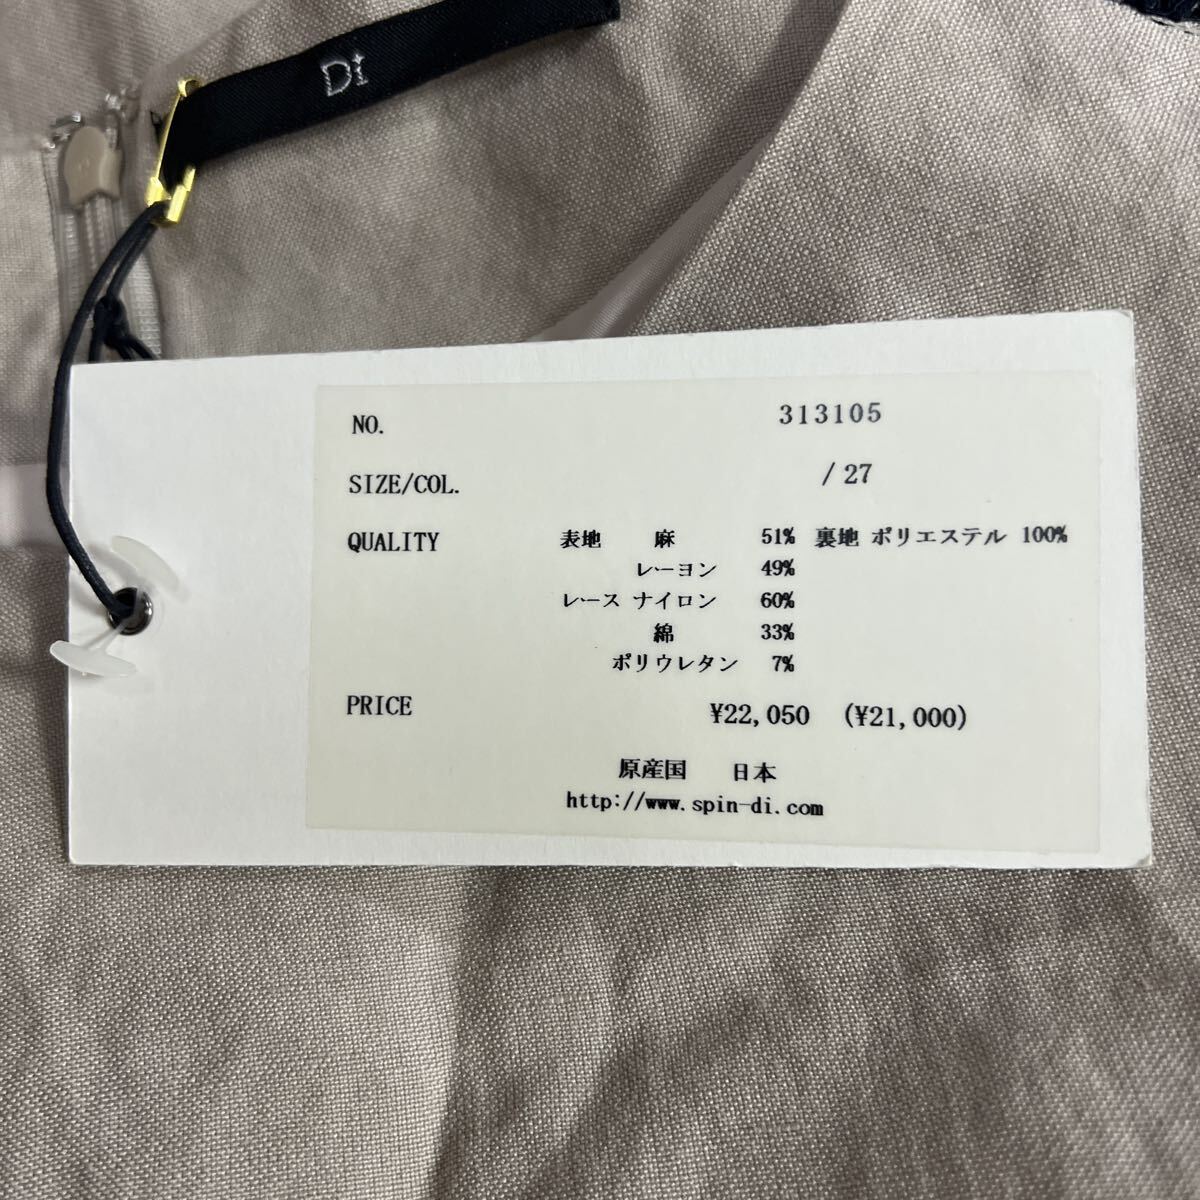 Di
NO. 313105
SIZE/COL. / 27
QUALITY 表地 麻 51% 裏地 ポリエステル 100%
レーヨン 49%
レース ナイロン 60%
綿 33%
ポリウレタン 7%
PRICE ¥22,050 (¥21,000)
原産国 日本
http://www.spin-di.com